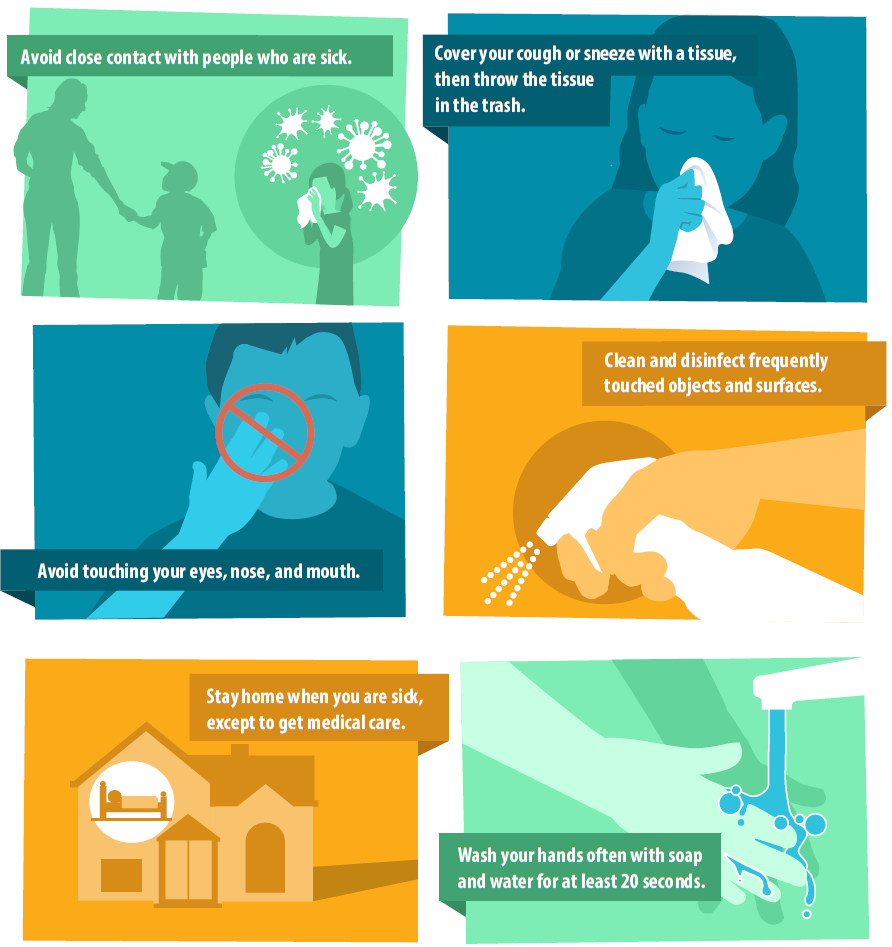 Avoid close contact with people who are sick.
Cover your cough or sneeze with a tissue,
then throw the tissue
in the trash.
Avoid touching your eyes, nose, and mouth.
Clean and disinfect frequently
touched objects and surfaces.
Stay home when you are sick,
except to get medical care.
Wash your hands often with soap
and water for at least 20 seconds.